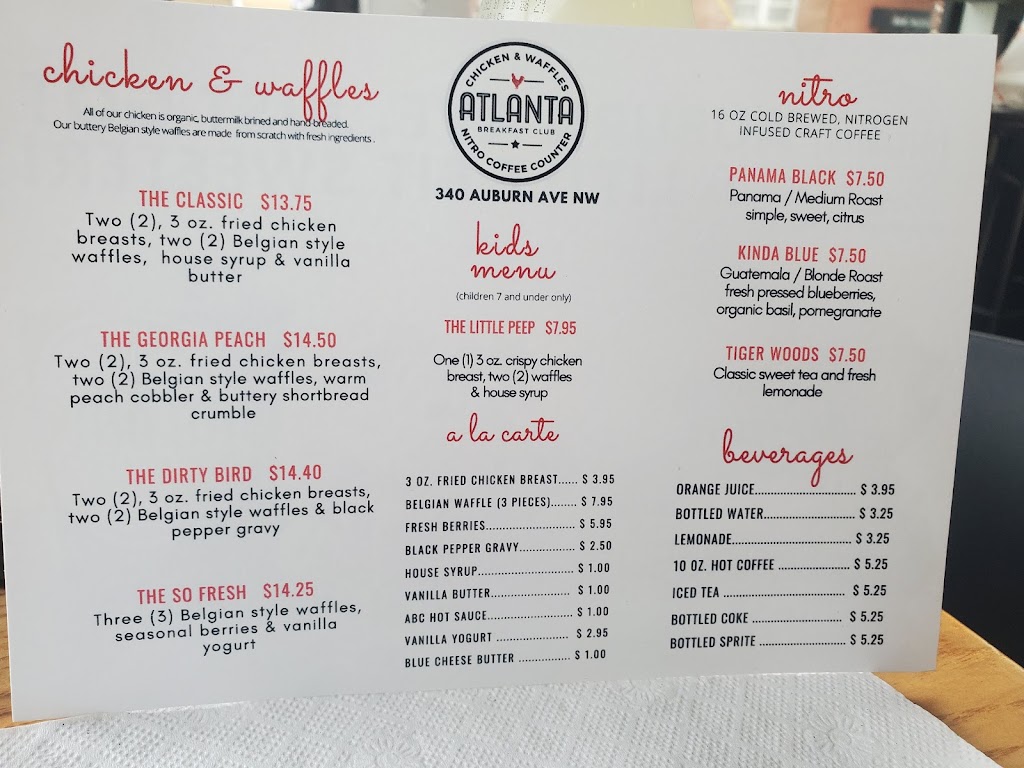 chicken & waffles
All of our chicken is organic, buttermilk brined and hand-breaded.
Our buttery Belgian style waffles are made from scratch with fresh ingredients.
THE CLASSIC $13.75
Two (2), 3 oz. fried chicken
breasts, two (2) Belgian style
waffles, house syrup & vanilla
butter
THE GEORGIA PEACH $14.50
Two (2), 3 oz. fried chicken breasts,
two (2) Belgian style waffles, warm
peach cobbler & buttery shortbread
crumble
THE DIRTY BIRD $14.40
Two (2), 3 oz. fried chicken breasts,
two (2) Belgian style waffles & black
pepper gravy
THE SO FRESH $14.25
Three (3) Belgian style waffles,
seasonal berries & vanilla
yogurt
CHICKEN & WAFFLES
ATLANTA
BREAKFAST CLUB
NITRO COFFEE COUNTER
340 AUBURN AVE NW
kids
menu
(children 7 and under only)
THE LITTLE PEEP $7.95
One (1) 3 oz. crispy chicken
breast, two (2) waffles
& house syrup
a la carte
3 OZ. FRIED CHICKEN BREAST...... $ 3.95
BELGIAN WAFFLE (3 PIECES)........ $ 7.95
FRESH BERRIES............................ $ 5.95
BLACK PEPPER GRAVY................. $ 2.50
HOUSE SYRUP.............................. $ 1.00
VANILLA BUTTER......................... $ 1.00
ABC HOT SAUCE........................... $ 1.00
VANILLA YOGURT ....................... $ 2.95
BLUE CHEESE BUTTER ................ $ 1.00
nitro
16 OZ COLD BREWED, NITROGEN
INFUSED CRAFT COFFEE
PANAMA BLACK $7.50
Panama / Medium Roast
simple, sweet, citrus
KINDA BLUE $7.50
Guatemala / Blonde Roast
fresh pressed blueberries,
organic basil, pomegranate
TIGER WOODS $7.50
Classic sweet tea and fresh
lemonade
beverages
ORANGE JUICE................................ $ 3.95
BOTTLED WATER............................. $ 3.25
LEMONADE..................................... $ 3.25
10 OZ. HOT COFFEE ....................... $ 5.25
ICED TEA ....................................... $ 5.25
BOTTLED COKE ............................ $ 5.25
BOTTLED SPRITE ........................... $ 5.25